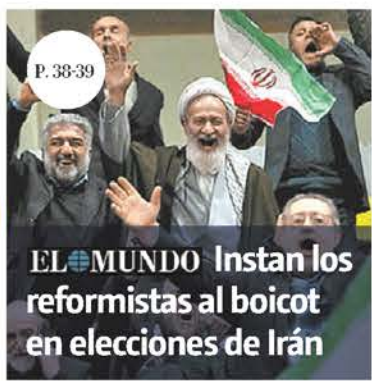 P. 38-39
EL MUNDO Instan los
reformistas al boicot
en elecciones de Irán